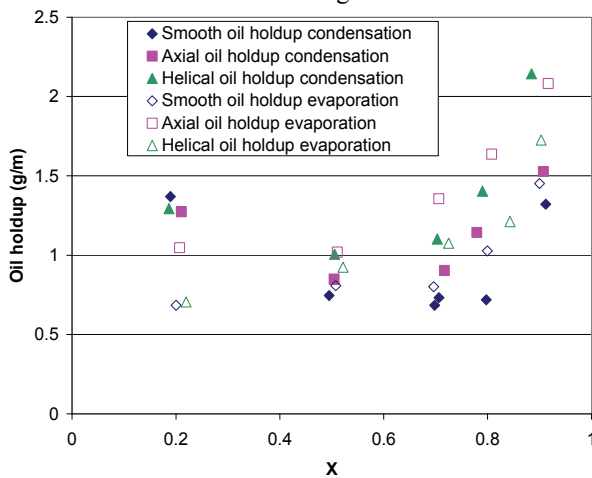 2.5
2
1.5
1
0.5
0
Oil holdup (g/m)
Smooth oil holdup condensation
Axial oil holdup condensation
Helical oil holdup condensation
Smooth oil holdup evaporation
Axial oil holdup evaporation
Helical oil holdup evaporation
0 0.2 0.4 0.6 0.8 1
X